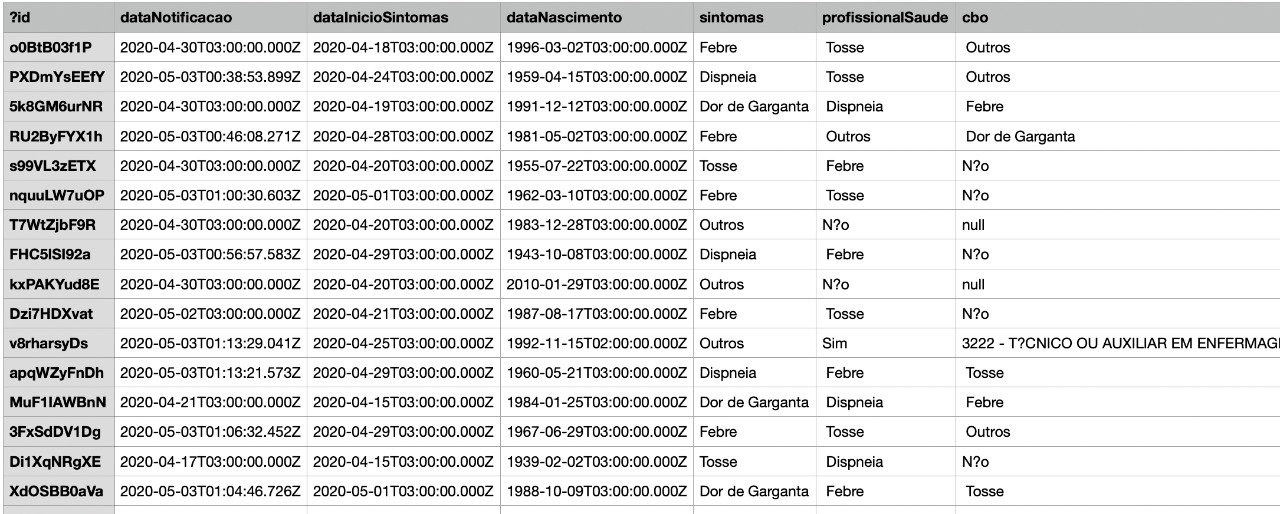 ?id dataNotificacao dataInicioSintomas dataNascimento sintomas profissionalSaude cbo
o0BtB03f1P 2020-04-30T03:00:00.000Z 2020-04-18T03:00:00.000Z 1996-03-02T03:00:00.000Z Febre Tosse Outros
PXDmYsEEfY 2020-05-03T00:38:53.899Z 2020-04-24T03:00:00.000Z 1959-04-15T03:00:00.000Z Dispneia Tosse Outros
5k8GM6urNR 2020-04-30T03:00:00.000Z 2020-04-19T03:00:00.000Z 1991-12-12T03:00:00.000Z Dor de Garganta Dispneia Febre
RU2ByFYX1h 2020-05-03T00:46:08.271Z 2020-04-28T03:00:00.000Z 1981-05-02T03:00:00.000Z Febre Outros Dor de Garganta
s99VL3zETX 2020-04-30T03:00:00.000Z 2020-04-20T03:00:00.000Z 1955-07-22T03:00:00.000Z Tosse Febre N?o
nquuLW7uOP 2020-05-03T01:00:30.603Z 2020-05-01T03:00:00.000Z 1962-03-10T03:00:00.000Z Febre Tosse N?o
T7WtZjbF9R 2020-04-30T03:00:00.000Z 2020-04-20T03:00:00.000Z 1983-12-28T03:00:00.000Z Outros N?o null
FHC5lSI92a 2020-05-03T00:56:57.583Z 2020-04-29T03:00:00.000Z 1943-10-08T03:00:00.000Z Dispneia Febre N?o
kxPAKYud8E 2020-04-30T03:00:00.000Z 2020-04-20T03:00:00.000Z 2010-01-29T03:00:00.000Z Outros N?o null
Dzi7HDXvat 2020-05-02T03:00:00.000Z 2020-04-21T03:00:00.000Z 1987-08-17T03:00:00.000Z Febre Tosse N?o
v8rharsyDs 2020-05-03T01:13:29.041Z 2020-04-25T03:00:00.000Z 1992-11-15T02:00:00.000Z Outros Sim 3222 - T?CNICO OU AUXILIAR EM ENFERMAGE
apqWZyFnDh 2020-05-03T01:13:21.573Z 2020-04-29T03:00:00.000Z 1960-05-21T03:00:00.000Z Dispneia Febre Tosse
MuF1IAWBnN 2020-04-21T03:00:00.000Z 2020-04-15T03:00:00.000Z 1984-01-25T03:00:00.000Z Dor de Garganta Dispneia Febre
3FxSdDV1Dg 2020-05-03T01:06:32.452Z 2020-04-29T03:00:00.000Z 1967-06-29T03:00:00.000Z Febre Tosse Outros
Di1XqNRgXE 2020-04-17T03:00:00.000Z 2020-04-15T03:00:00.000Z 1939-02-02T03:00:00.000Z Tosse Dispneia N?o
XdOSBB0aVa 2020-05-03T01:04:46.726Z 2020-05-01T03:00:00.000Z 1988-10-09T03:00:00.000Z Dor de Garganta Febre Tosse